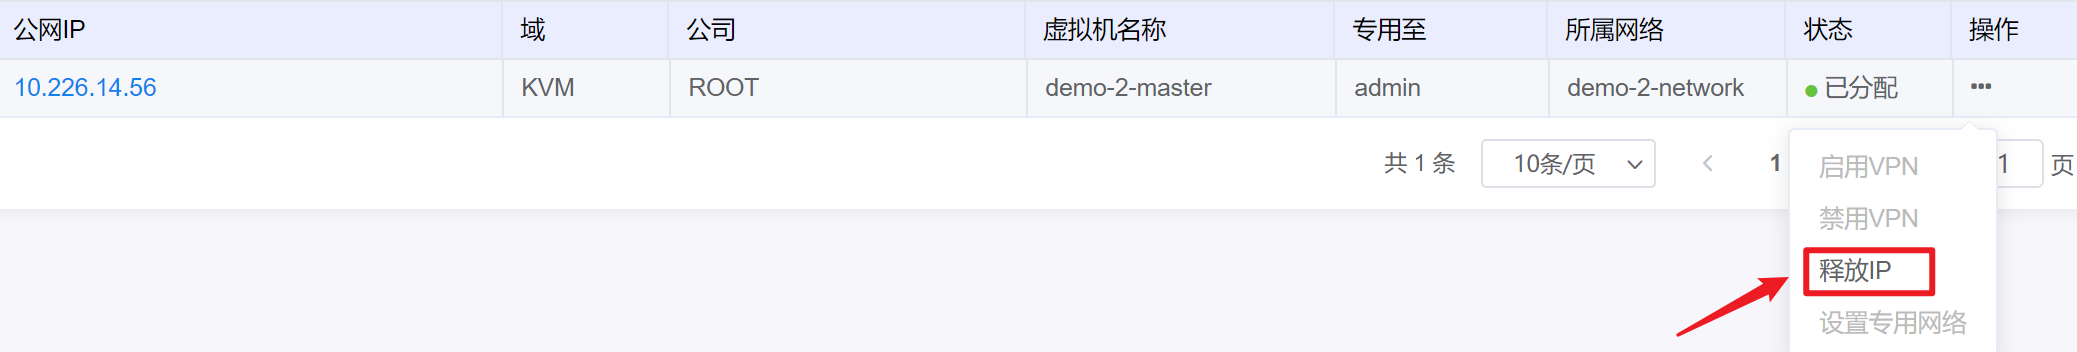 公网IP 域 公司 虚拟机名称 专用至 所属网络 状态 操作
10.226.14.56 KVM ROOT demo-2-master admin demo-2-network 已分配 •••
共 1 条 10条/页 1 1 页
启用VPN
禁用VPN
释放IP
设置专用网络